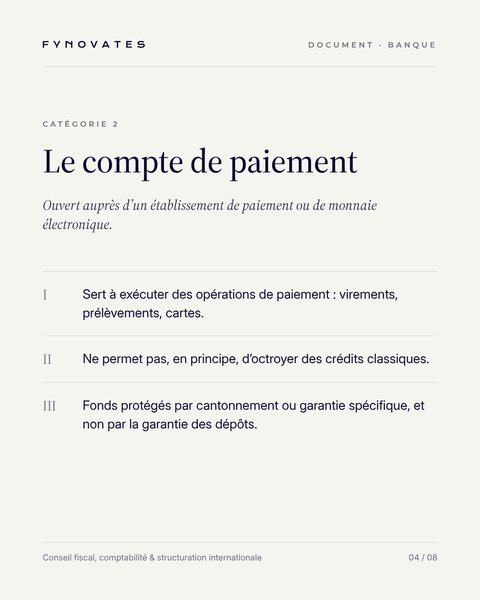 FYNOVATES
DOCUMENT · BANQUE
CATÉGORIE 2
Le compte de paiement
Ouvert auprès d’un établissement de paiement ou de monnaie
électronique.
I
Sert à exécuter des opérations de paiement : virements,
prélèvements, cartes.
II
Ne permet pas, en principe, d’octroyer des crédits classiques.
III
Fonds protégés par cantonnement ou garantie spécifique, et
non par la garantie des dépôts.
Conseil fiscal, comptabilité & structuration internationale
04 / 08